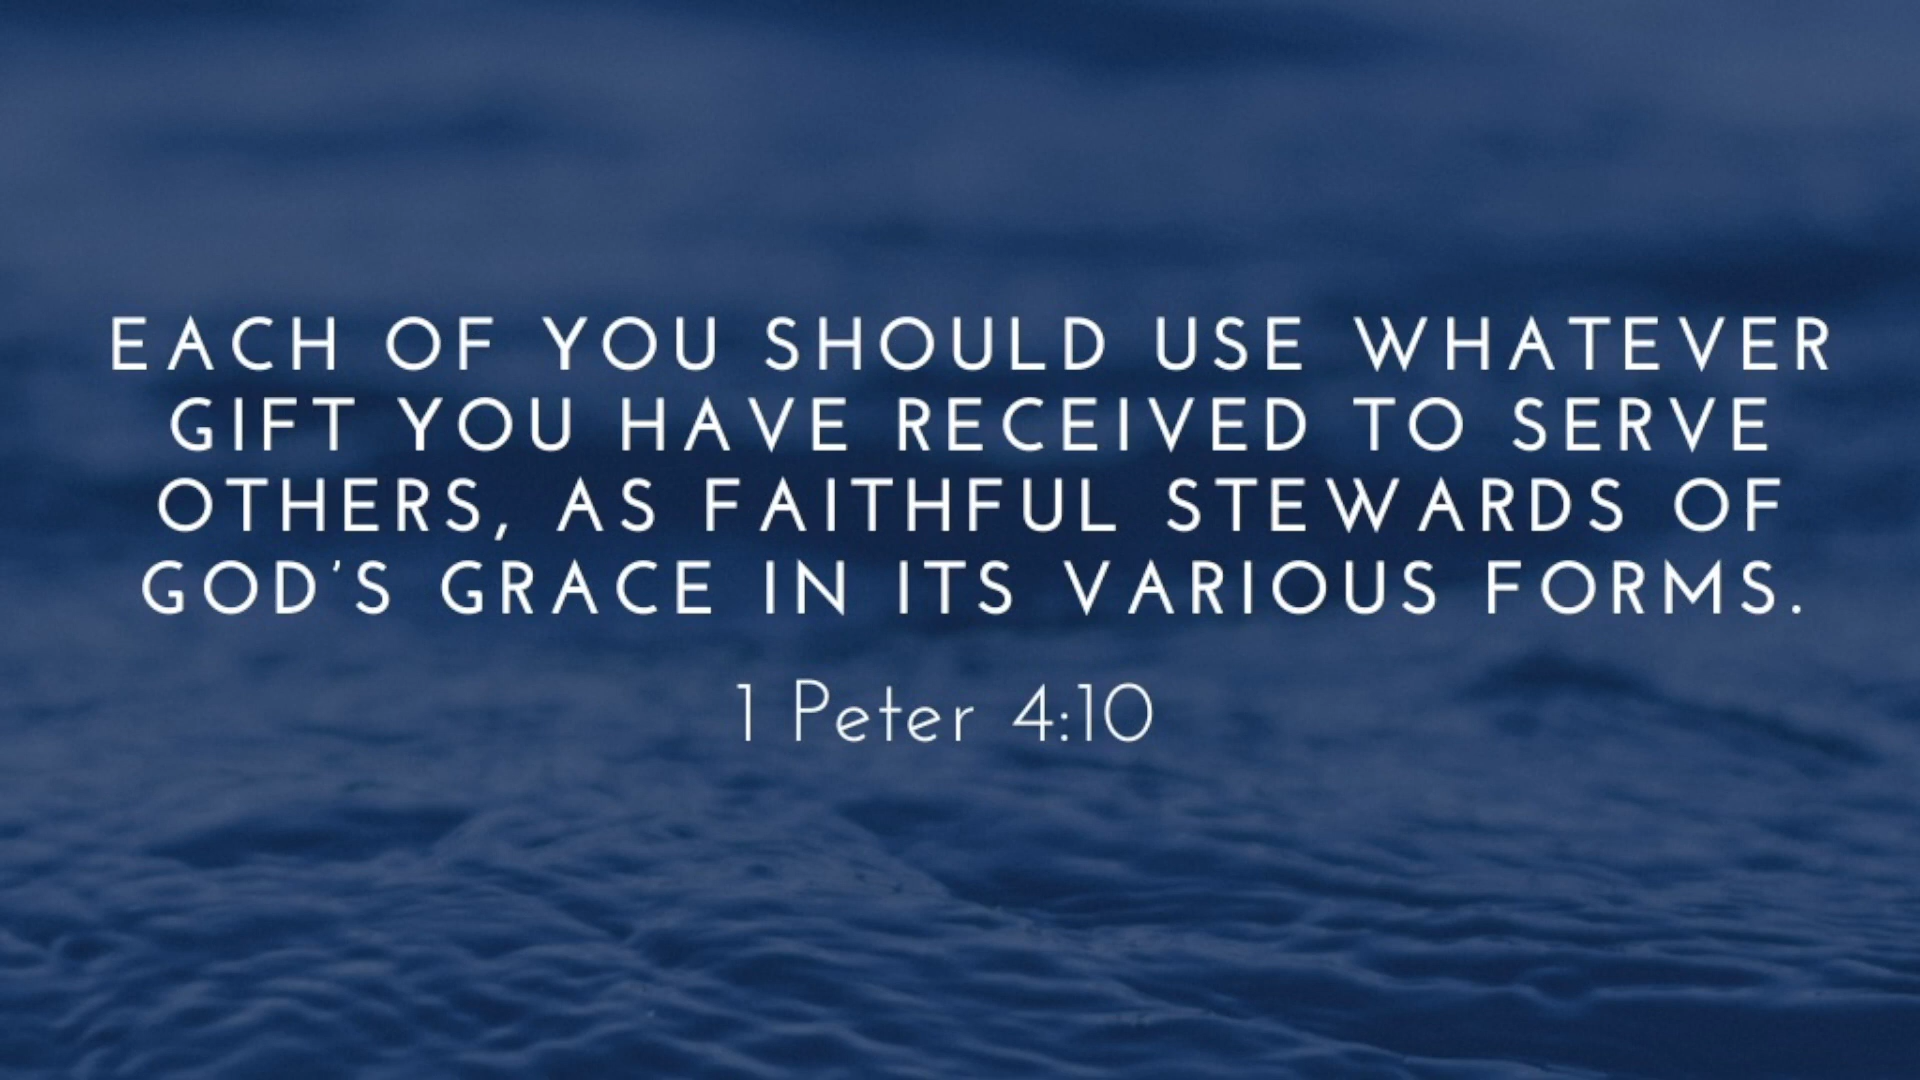 EACH OF YOU SHOULD USE WHATEVER
GIFT YOU HAVE RECEIVED TO SERVE
OTHERS, AS FAITHFUL STEWARDS OF
GOD'S GRACE IN ITS VARIOUS FORMS.
1 Peter 4:10